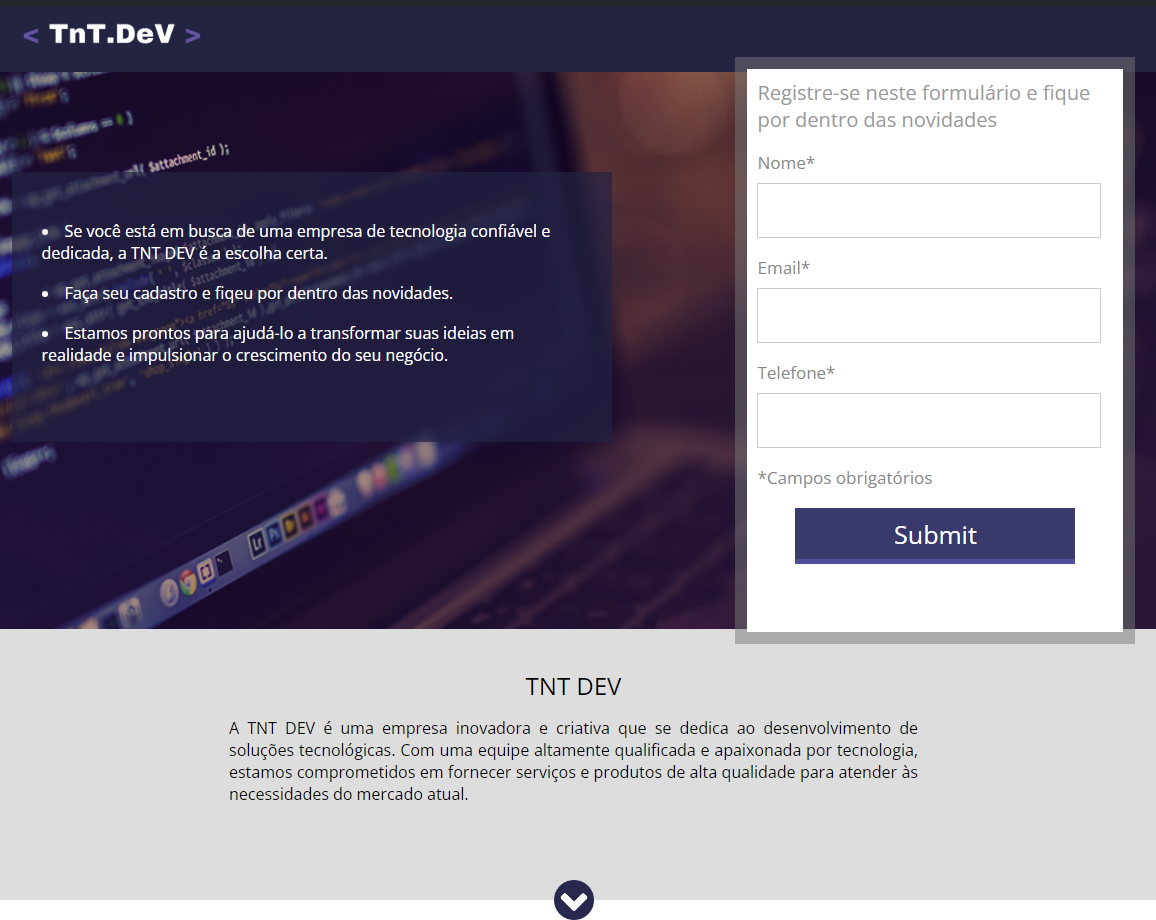 < TnT.DeV >
$attachment_id );
Se você está em busca de uma empresa de tecnologia confiável e
dedicada, a TNT DEV é a escolha certa.
Faça seu cadastro e fiqeu por dentro das novidades.
Estamos prontos para ajudá-lo a transformar suas ideias em
realidade e impulsionar o crescimento do seu negócio.
Registre-se neste formulário e fique
por dentro das novidades
Nome*
Email*
Telefone*
*Campos obrigatórios
Submit
TNT DEV
A TNT DEV é uma empresa inovadora e criativa que se dedica ao desenvolvimento de
soluções tecnológicas. Com uma equipe altamente qualificada e apaixonada por tecnologia,
estamos comprometidos em fornecer serviços e produtos de alta qualidade para atender às
necessidades do mercado atual.